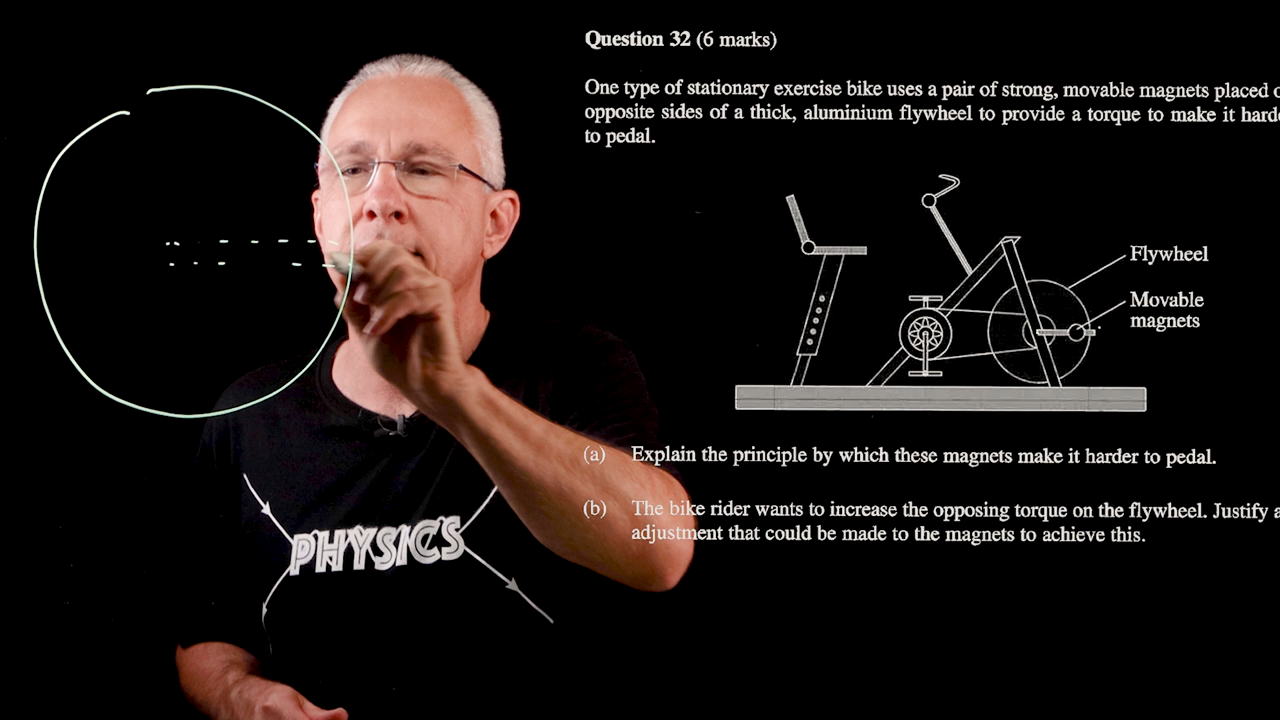 Question 32 (6 marks)
One type of stationary exercise bike uses a pair of strong, movable magnets placed
opposite sides of a thick, aluminium flywheel to provide a torque to make it
to pedal.
Flywheel
Movable
magnets
(a) Explain the principle by which these magnets make it harder to pedal.
(b) The bike rider wants to increase the opposing torque on the flywheel. Justify
adjustment that could be made to the magnets to achieve this.
PHYSICS